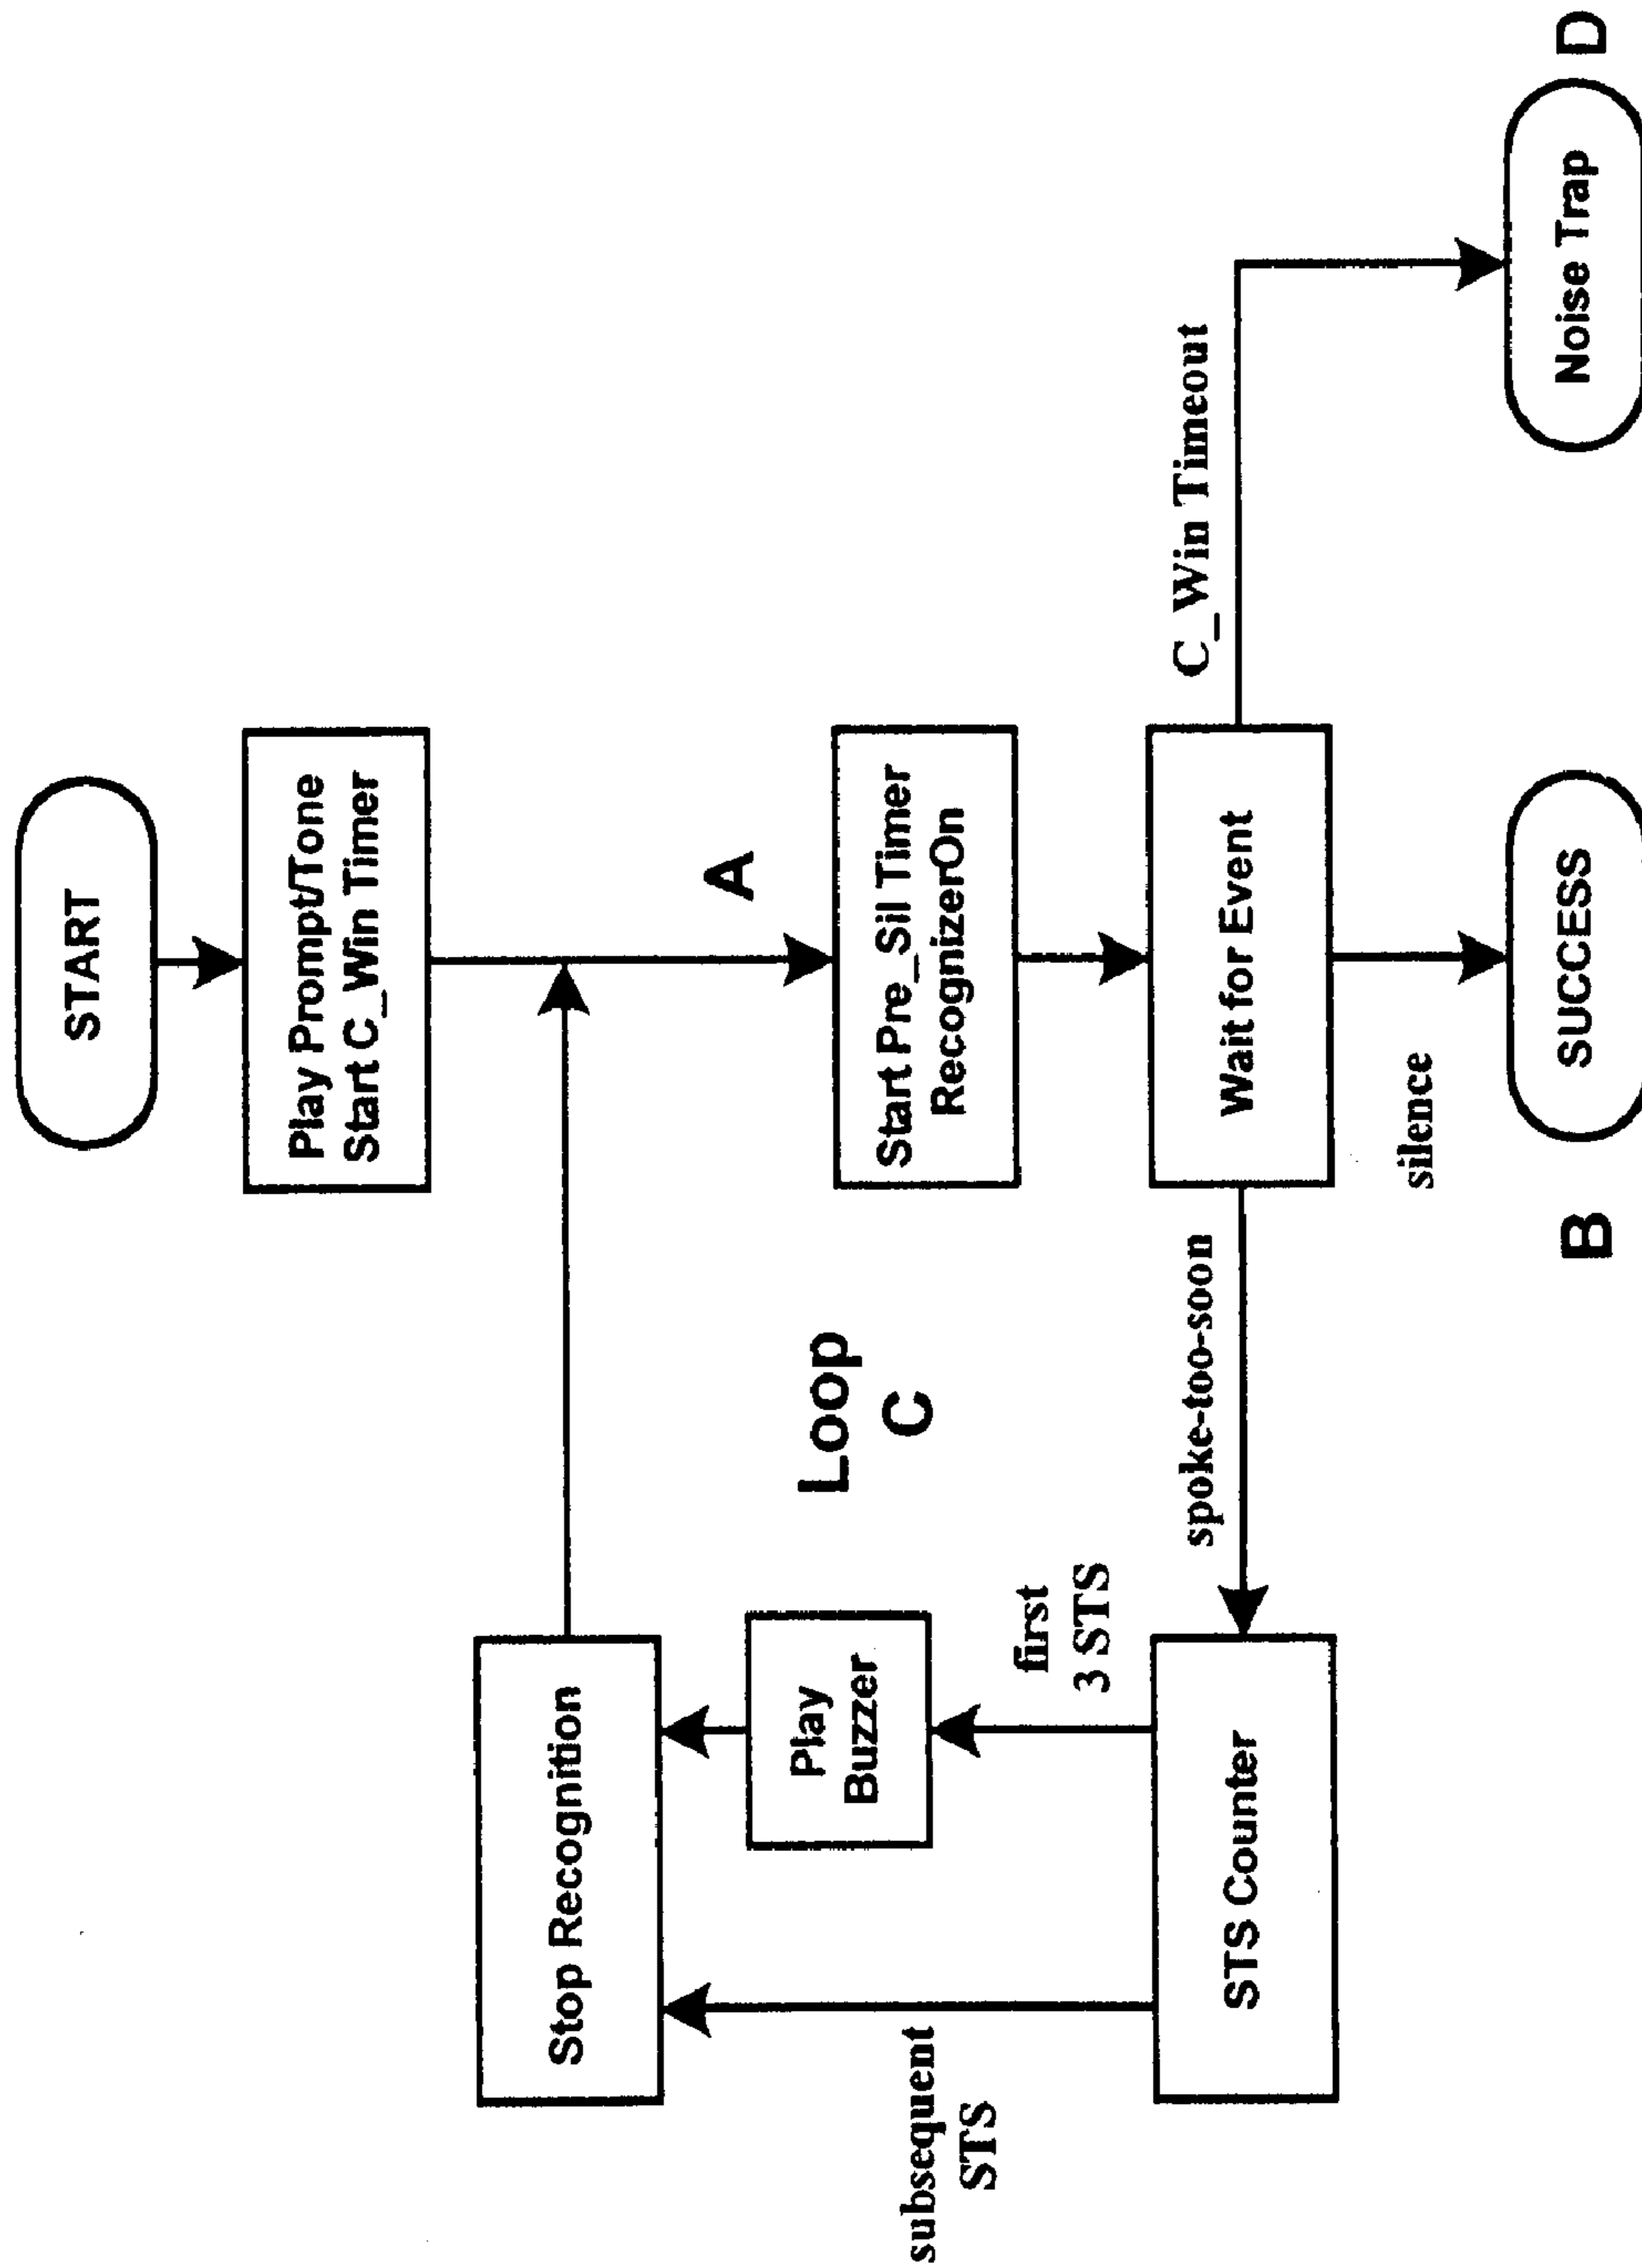 START
Play Prompt/Tone
Start C_Win Timer
A
Start Pre_Sil Timer
RecognizerOn
Wait for Event
C_Win Timeout
silence
SUCCESS
B
Noise Trap
D
spoke-too-soon
Loop
C
STS Counter
first
3 STS
Play
Buzzer
subsequent
STS
Stop Recognition